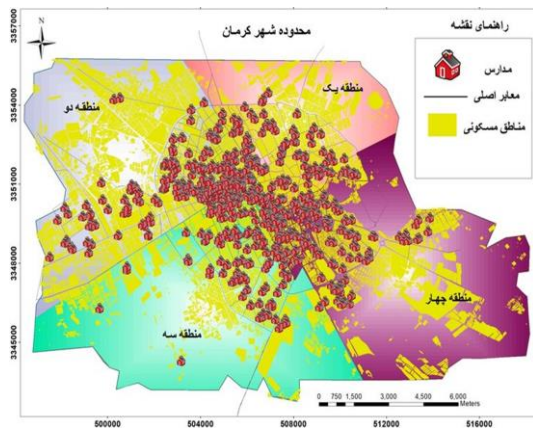 محدوده شهر کرمان
N
راهنمای نقشه
مدارس
معابر اصلی
مناطق مسکونی
منطقه یک
منطقه دو
منطقه سه
منطقه چهار
3357000
3354000
3351000
3348000
3345000
0 750 1,500 3,000 4,500 6,000
Meters
500000 504000 508000 512000 516000